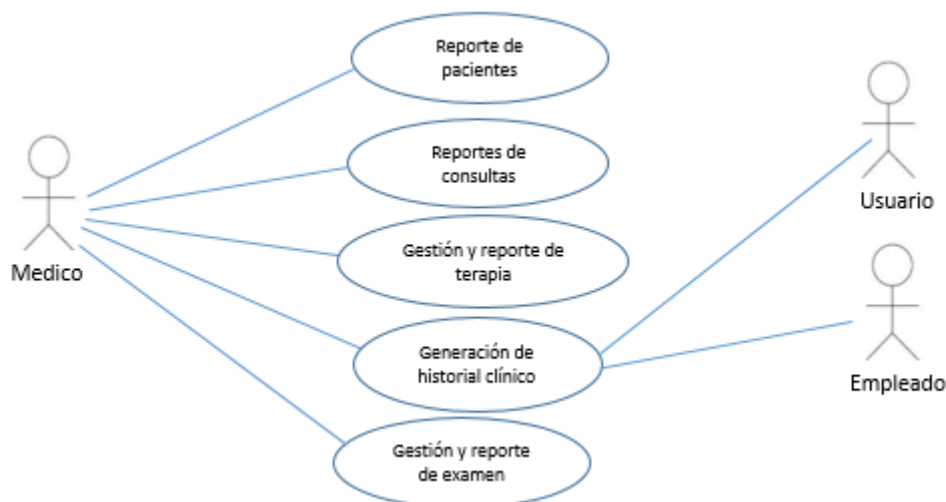 Reporte de
pacientes
Reportes de
consultas
Usuario
Gestión y reporte de
terapia
Medico
Generación de
historial clínico
Empleado
Gestión y reporte
de examen